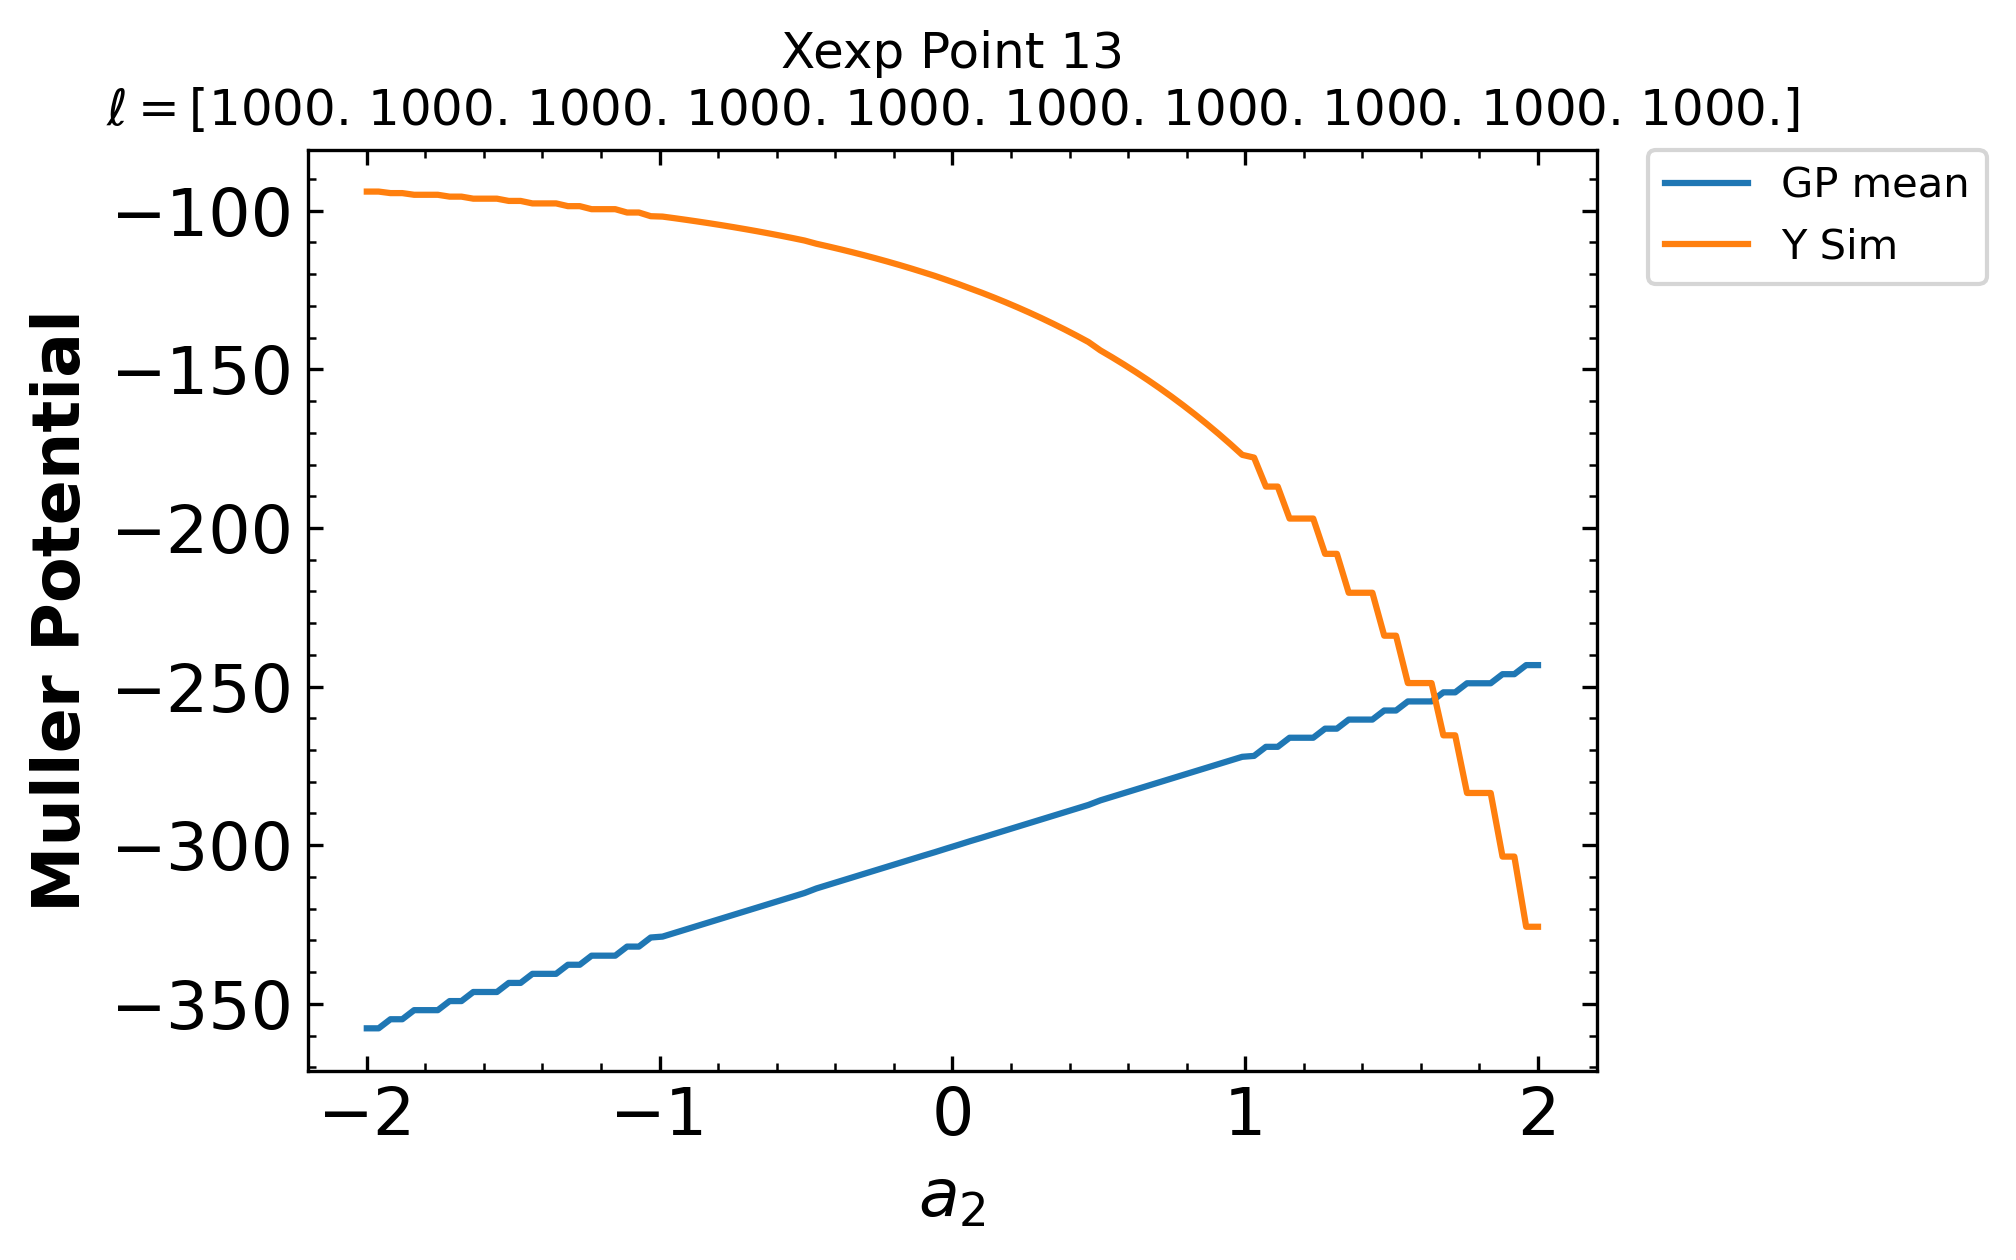 Xexp Point 13
ℓ = [1000. 1000. 1000. 1000. 1000. 1000. 1000. 1000. 1000. 1000.]
GP mean
Y Sim
Muller Potential
−100
−150
−200
−250
−300
−350
−2 −1 0 1 2
a₂